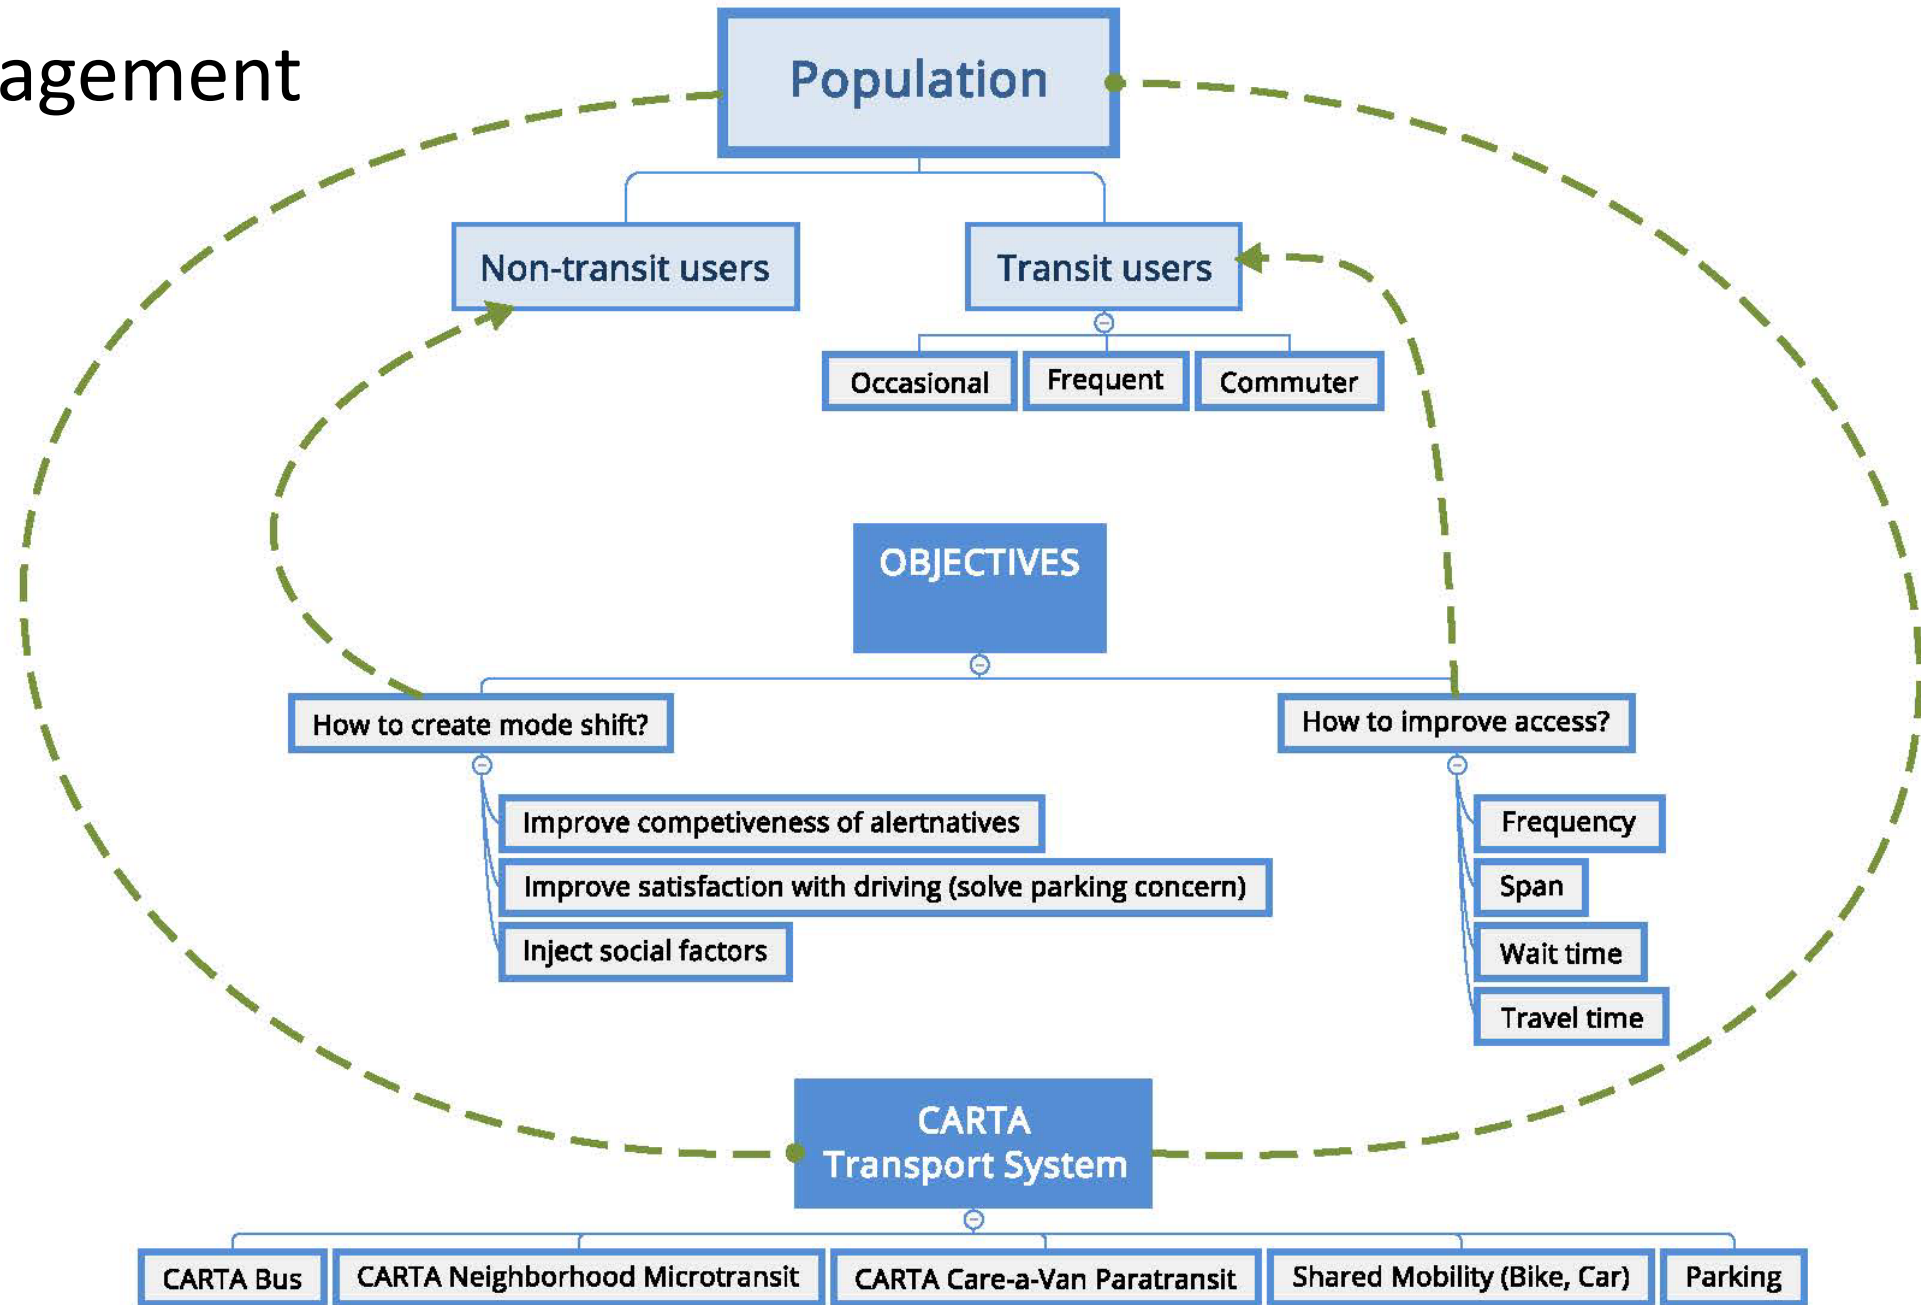 agement
Population
Non-transit users
Transit users
Occasional
Frequent
Commuter
OBJECTIVES
How to create mode shift?
How to improve access?
Improve competiveness of alertnatives
Improve satisfaction with driving (solve parking concern)
Inject social factors
Frequency
Span
Wait time
Travel time
CARTA
Transport System
CARTA Bus
CARTA Neighborhood Microtransit
CARTA Care-a-Van Paratransit
Shared Mobility (Bike, Car)
Parking